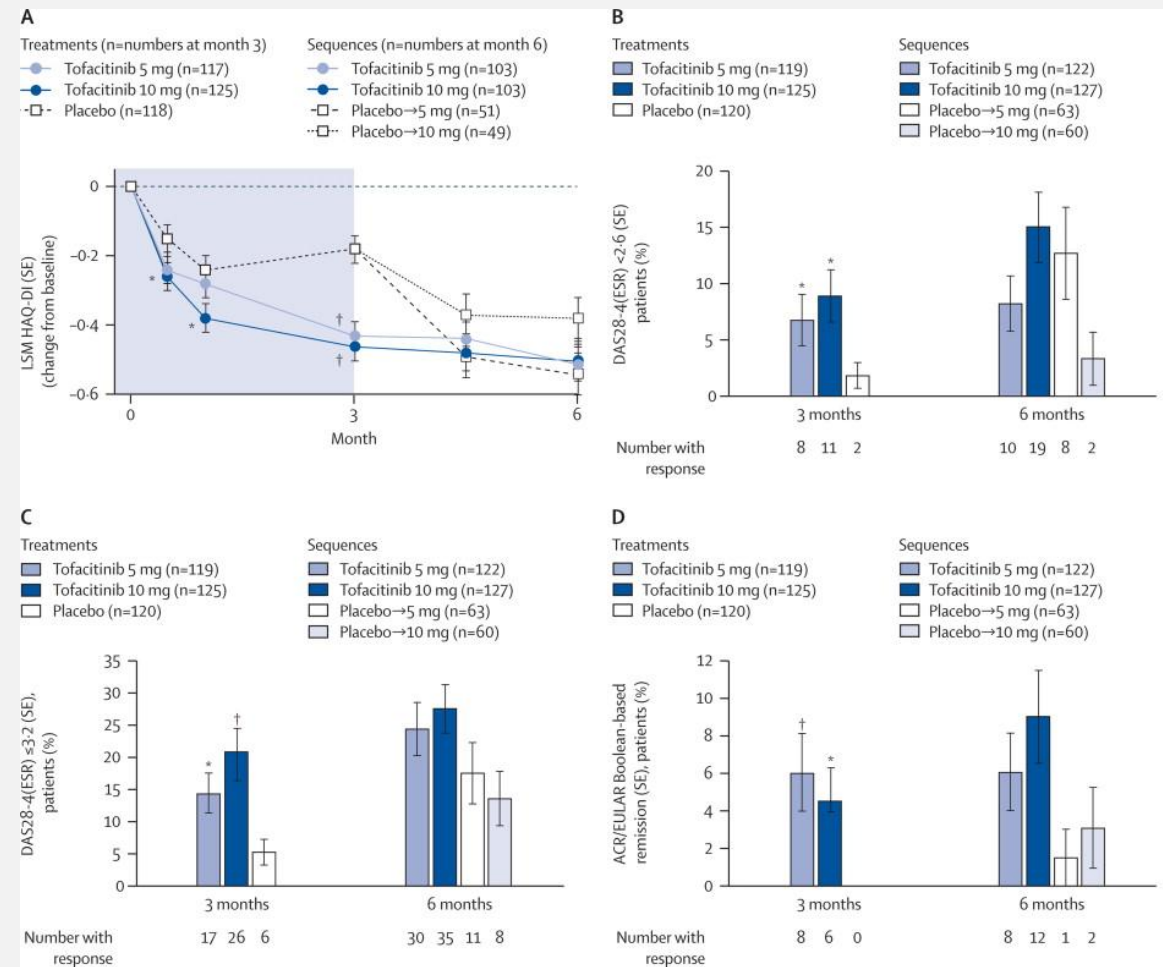 A
Treatments (n=numbers at month 3)
Tofacitinib 5 mg (n=117)
Tofacitinib 10 mg (n=125)
Placebo (n=118)
Sequences (n=numbers at month 6)
Tofacitinib 5 mg (n=103)
Tofacitinib 10 mg (n=103)
Placebo→5 mg (n=51)
Placebo→10 mg (n=49)
LSM HAQ-DI (SE)
(change from baseline)
0
–0.2
–0.4
–0.6
*
*
†
†
0 3 6
Month
B
Treatments
Tofacitinib 5 mg (n=119)
Tofacitinib 10 mg (n=125)
Placebo (n=120)
Sequences
Tofacitinib 5 mg (n=122)
Tofacitinib 10 mg (n=127)
Placebo→5 mg (n=63)
Placebo→10 mg (n=60)
DAS28-4(ESR) <2·6 (SE)
patients (%)
20
15
10
5
0
* *
3 months 6 months
Number with
response
8 11 2 10 19 8 2
C
Treatments
Tofacitinib 5 mg (n=119)
Tofacitinib 10 mg (n=125)
Placebo (n=120)
Sequences
Tofacitinib 5 mg (n=122)
Tofacitinib 10 mg (n=127)
Placebo→5 mg (n=63)
Placebo→10 mg (n=60)
DAS28-4(ESR) ≤3·2 (SE),
patients (%)
35
30
25
20
15
10
5
0
* †
3 months 6 months
Number with
response
17 26 6 30 35 11 8
D
Treatments
Tofacitinib 5 mg (n=119)
Tofacitinib 10 mg (n=125)
Placebo (n=120)
Sequences
Tofacitinib 5 mg (n=122)
Tofacitinib 10 mg (n=127)
Placebo→5 mg (n=63)
Placebo→10 mg (n=60)
ACR/EULAR Boolean-based
remission (SE), patients (%)
12
10
8
6
4
2
0
† *
3 months 6 months
Number with
response
8 6 0 8 12 1 2